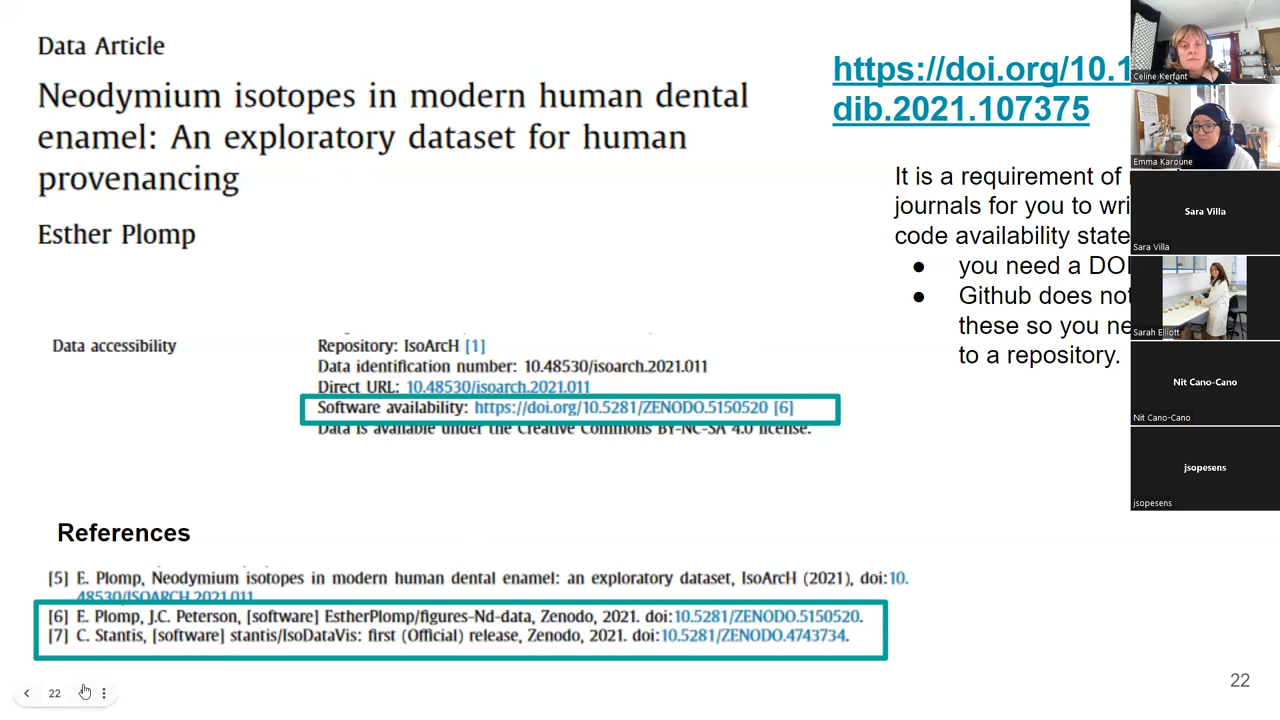 Data Article
Neodymium isotopes in modern human dental
enamel: An exploratory dataset for human
provenancing
Esther Plomp
https://doi.org/10.1
dib.2021.107375
It is a requirement of
journals for you to wri
code availability state
● you need a DOI
● Github does not
these so you ne
to a repository.
Data accessibility
Repository: IsoArcH [1]
Data identification number: 10.48530/isoarch.2021.011
Direct URL: 10.48530/isoarch.2021.011
Software availability: https://doi.org/10.5281/ZENODO.5150520 [6]
Data is available under the Creative Commons BY-NC-SA 4.0 license.
References
[5] E. Plomp, Neodymium isotopes in modern human dental enamel: an exploratory dataset, IsoArcH (2021), doi:10.
48530/ISOARCH.2021.011
[6] E. Plomp, J.C. Peterson, [software] EstherPlomp/figures-Nd-data, Zenodo, 2021. doi:10.5281/ZENODO.5150520.
[7] C. Stantis, [software] stantis/IsoDataVis: first (Official) release, Zenodo, 2021. doi:10.5281/ZENODO.4743734.
22
22
Celine Kerfant
Emma Karoune
Sara Villa
Sara Villa
Sarah Elliott
Nit Cano-Cano
Nit Cano-Cano
jsopesens
jsopesens